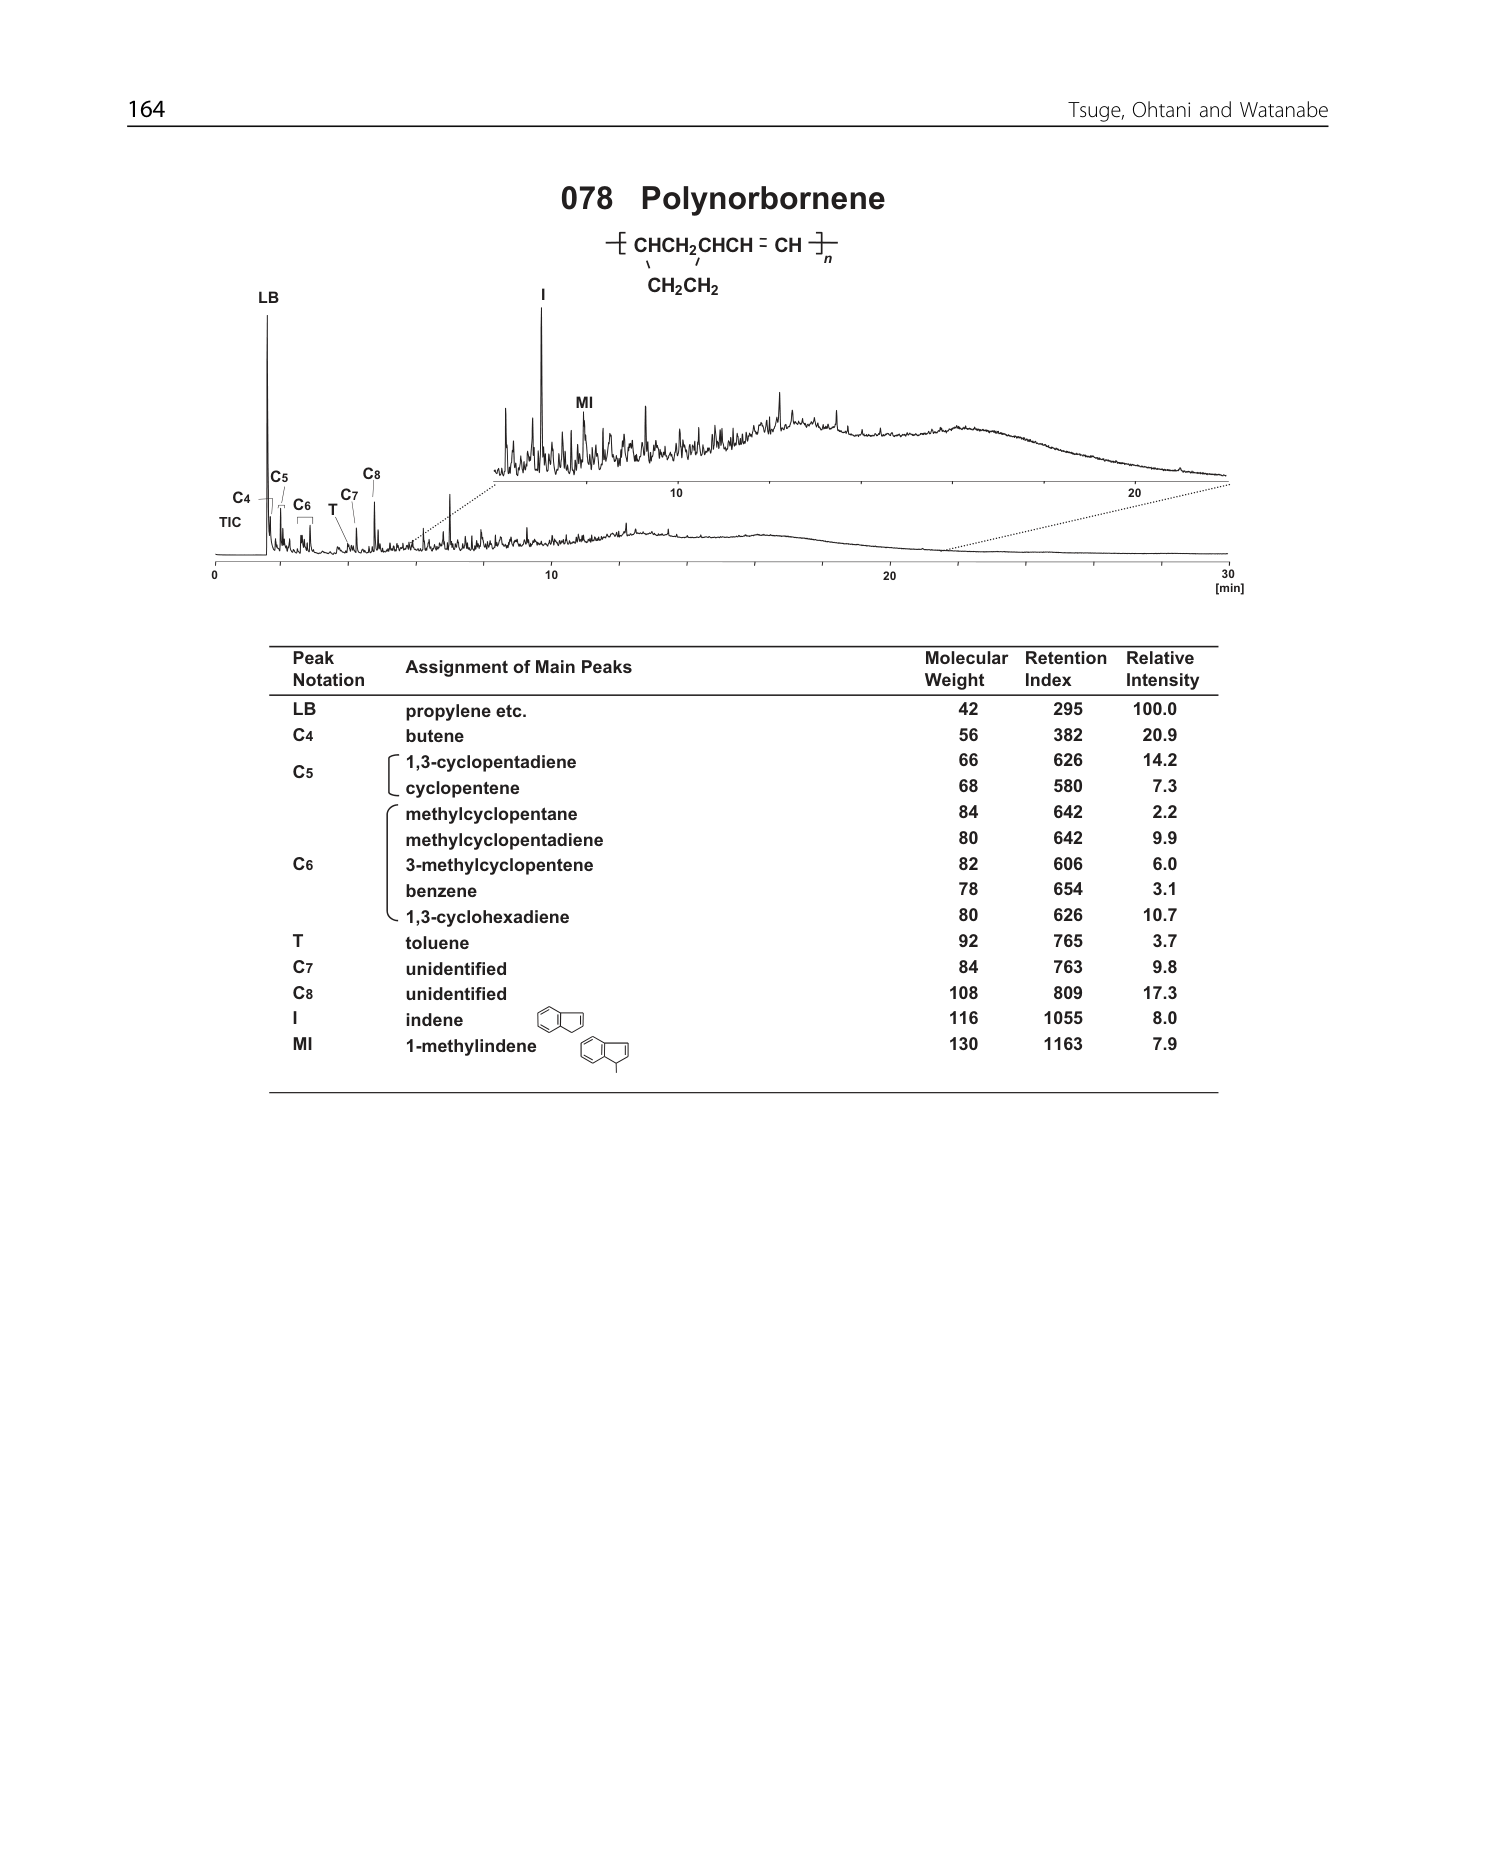 164 Tsuge, Ohtani and Watanabe
078 Polynorbornene
CHCH2CHCH = CH n
CH2CH2
LB
I
MI
C4 C5 C6 T C7 C8
TIC
10 20
0 10 20 30
[min]
Peak Notation Assignment of Main Peaks Molecular Weight Retention Index Relative Intensity
LB propylene etc. 42 295 100.0
C4 butene 56 382 20.9
C5 1,3-cyclopentadiene 66 626 14.2
cyclopentene 68 580 7.3
methylcyclopentane 84 642 2.2
methylcyclopentadiene 80 642 9.9
C6 3-methylcyclopentene 82 606 6.0
benzene 78 654 3.1
1,3-cyclohexadiene 80 626 10.7
T toluene 92 765 3.7
C7 unidentified 84 763 9.8
C8 unidentified 108 809 17.3
I indene 116 1055 8.0
MI 1-methylindene 130 1163 7.9